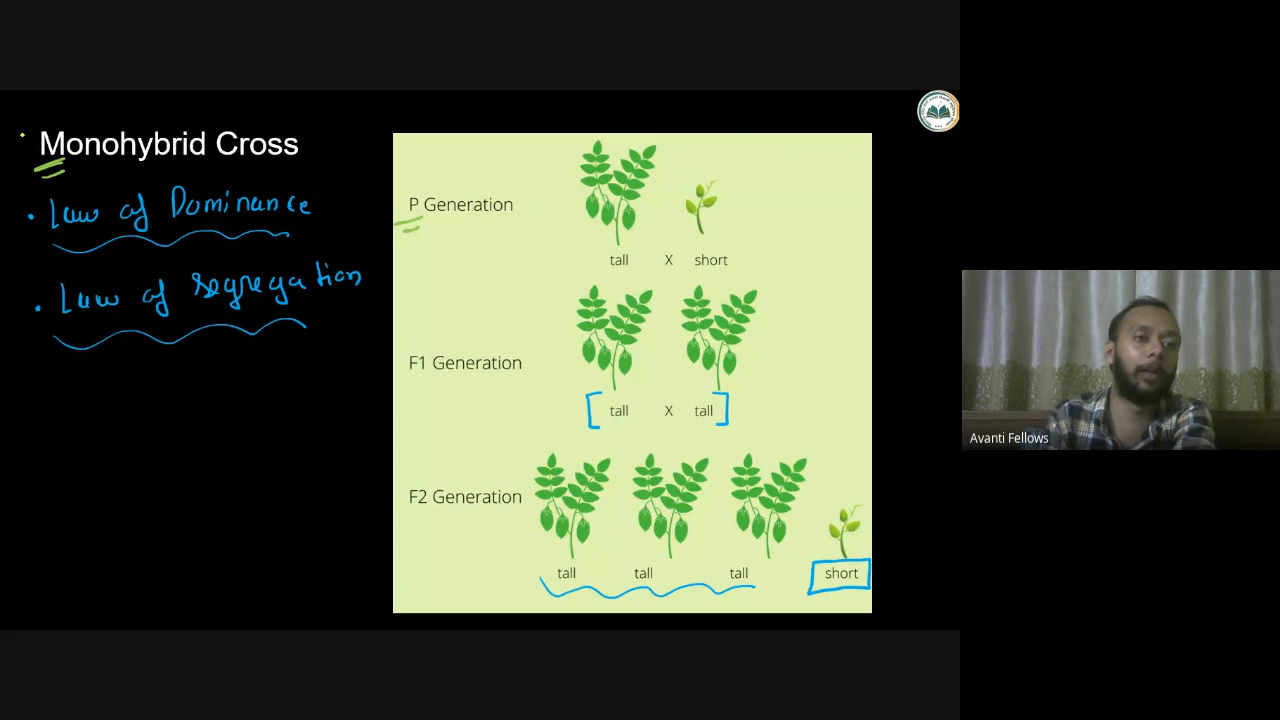 Monohybrid Cross
. Law of Dominance
. Law of segregation
P Generation
tall X short
F1 Generation
[ tall X tall ]
F2 Generation
tall tall tall short
Avanti Fellows